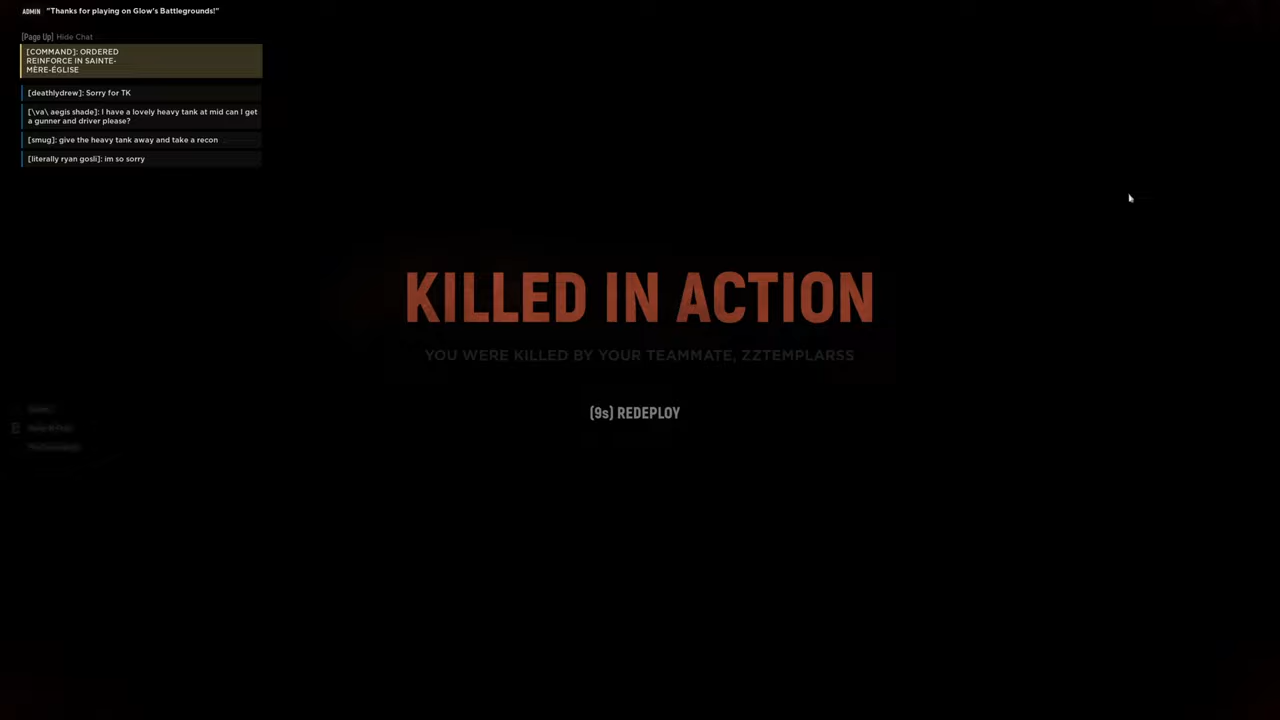 ADMIN "Thanks for playing on Glow's Battlegrounds!"
[Page Up] Hide Chat
[COMMAND]: ORDERED
REINFORCE IN SAINTE-
MÈRE-ÉGLISE
[deathlydrew]: Sorry for TK
[\va\ aegis shade]: I have a lovely heavy tank at mid can I get
a gunner and driver please?
[smug]: give the heavy tank away and take a recon
[literally ryan gosli]: im so sorry
KILLED IN ACTION
YOU WERE KILLED BY YOUR TEAMMATE, ZZTEMPLARSS
(9s) REDEPLOY